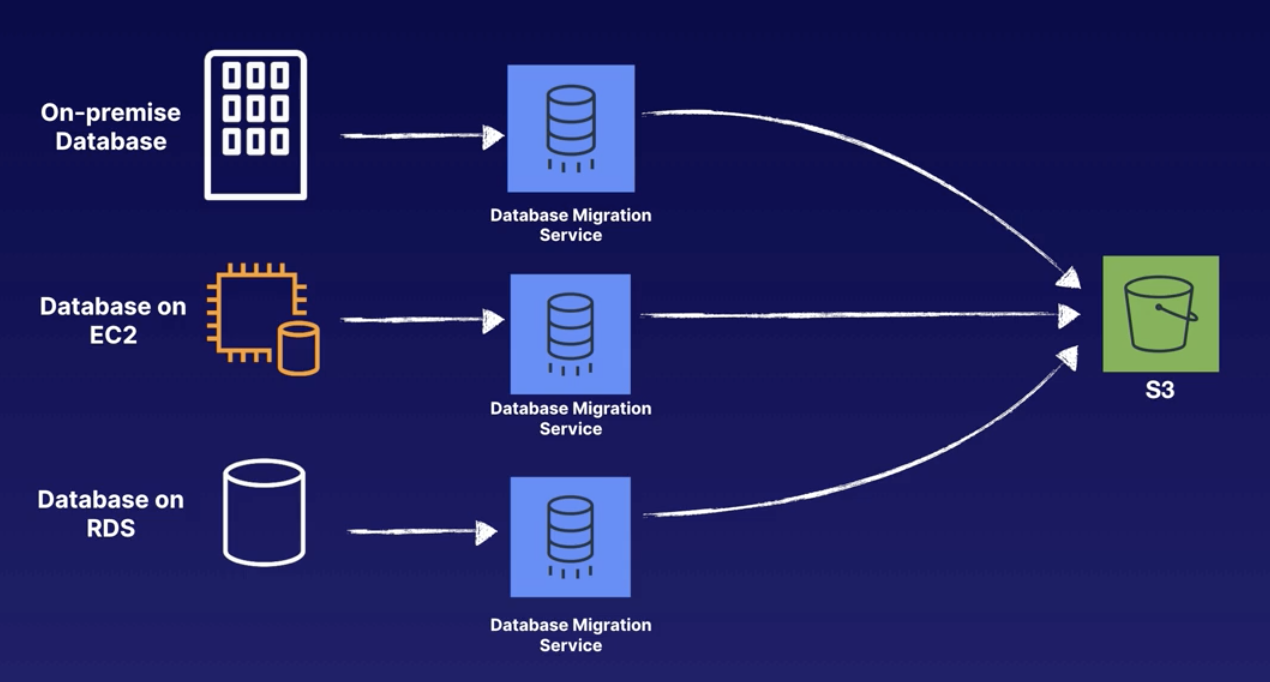 On-premise
Database
Database Migration
Service
Database on
EC2
Database Migration
Service
S3
Database on
RDS
Database Migration
Service